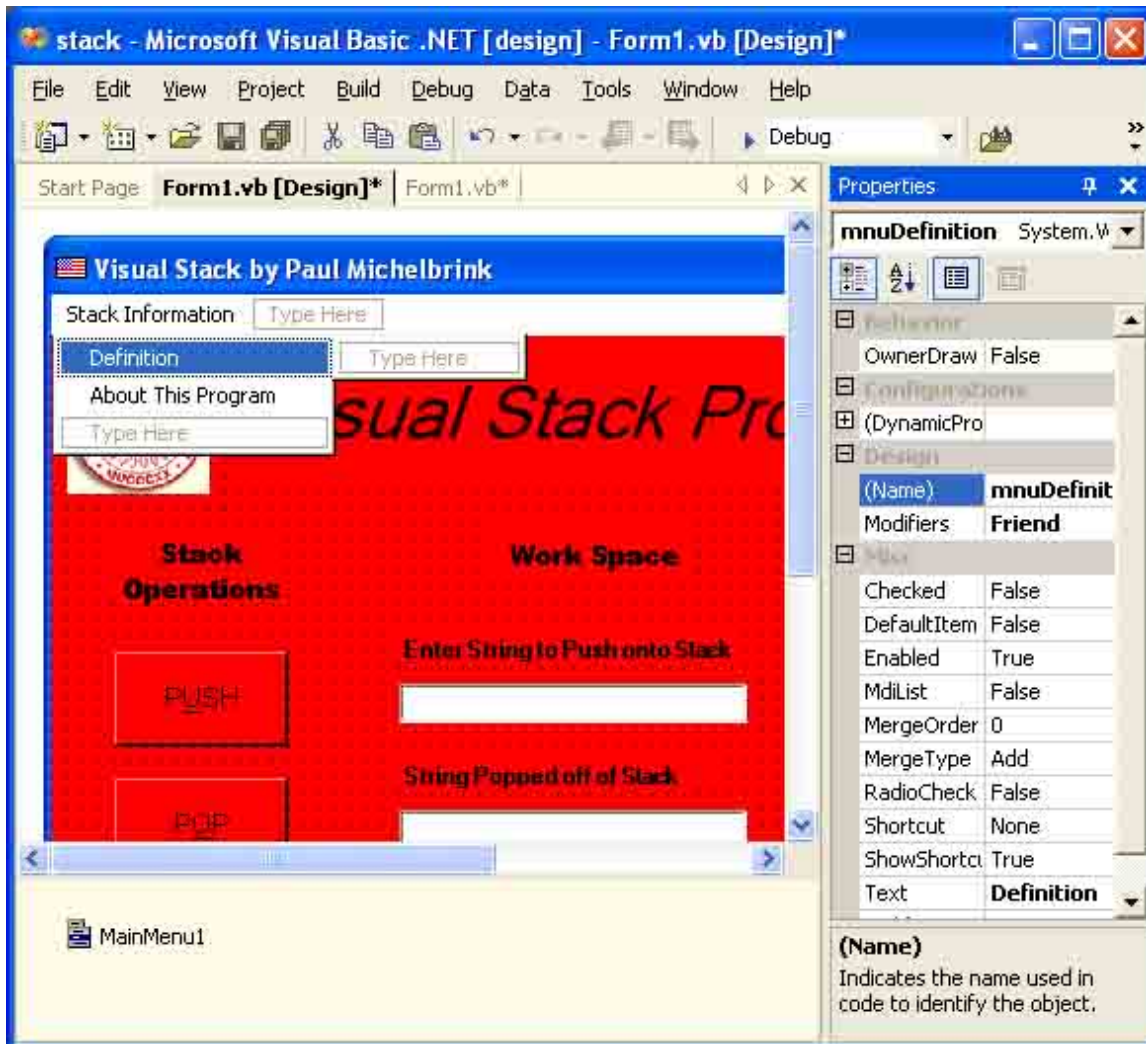 stack - Microsoft Visual Basic .NET [design] - Form1.vb [Design]*
File Edit View Project Build Debug Data Tools Window Help
Debug
Start Page Form1.vb [Design]* Form1.vb*
Visual Stack by Paul Michelbrink
Stack Information Type Here
Definition Type Here
About This Program
Type Here
sual Stack Pro
Stack Operations
Work Space
Enter String to Push onto Stack
PUSH
String Popped off of Stack
POP
MainMenu1
Properties
mnuDefinition System.W
Behavior
OwnerDraw False
Configurations
(DynamicPro
Design
(Name) mnuDefinit
Modifiers Friend
Misc
Checked False
DefaultItem False
Enabled True
MdiList False
MergeOrder 0
MergeType Add
RadioCheck False
Shortcut None
ShowShortcu True
Text Definition
(Name)
Indicates the name used in
code to identify the object.